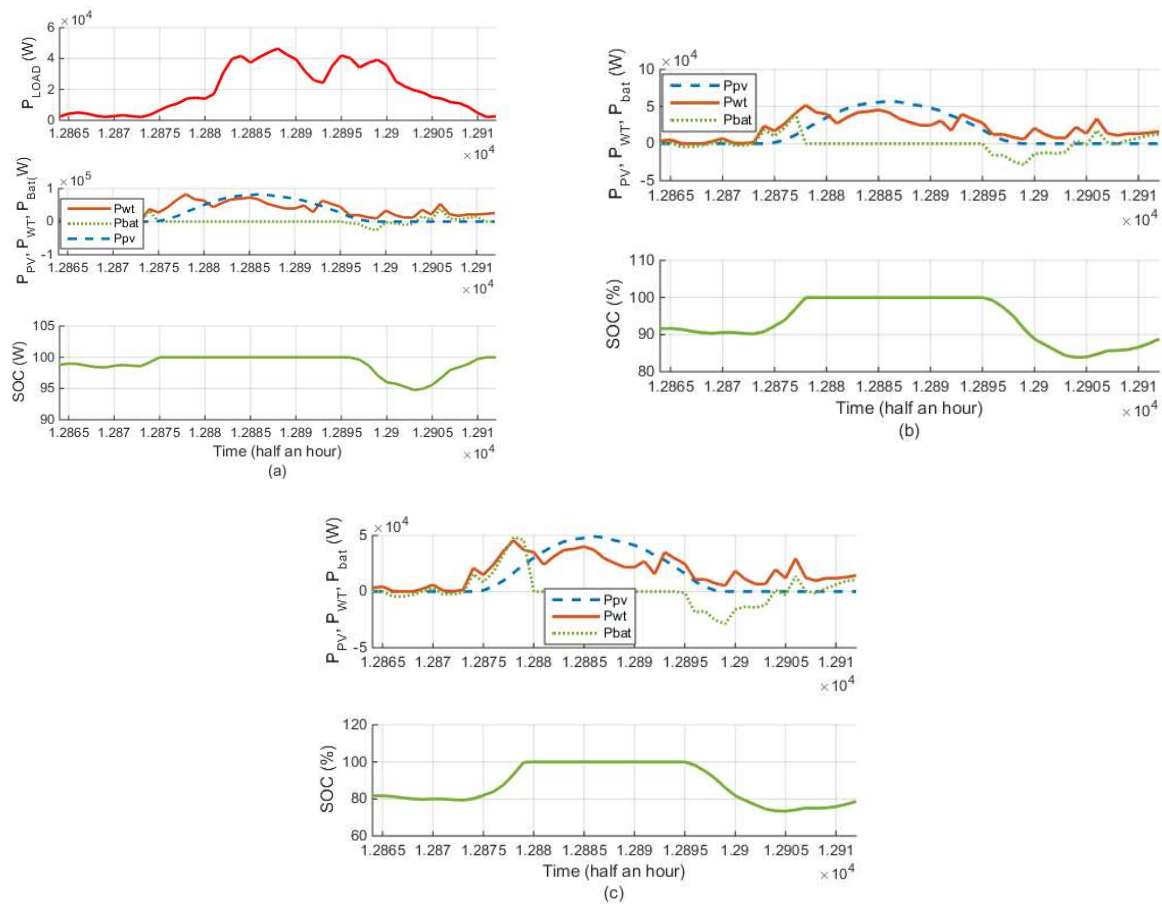 ×10⁴
6
4
2
0
P_LOAD (W)
1.2865 1.287 1.2875 1.288 1.2885 1.289 1.2895 1.29 1.2905 1.291
×10⁴
×10⁵
1
0
-1
P_PV, P_WT, P_Bat( W)
Pwt
Pbat
Ppv
1.2865 1.287 1.2875 1.288 1.2885 1.289 1.2895 1.29 1.2905 1.291
×10⁴
105
100
95
90
SOC (W)
1.2865 1.287 1.2875 1.288 1.2885 1.289 1.2895 1.29 1.2905 1.291
Time (half an hour)
×10⁴
(a)
×10⁴
10
5
0
-5
P_PV, P_WT, P_bat (W)
Ppv
Pwt
Pbat
1.2865 1.287 1.2875 1.288 1.2885 1.289 1.2895 1.29 1.2905 1.291
×10⁴
110
100
90
80
SOC (%)
1.2865 1.287 1.2875 1.288 1.2885 1.289 1.2895 1.29 1.2905 1.291
Time (half an hour)
×10⁴
(b)
×10⁴
5
0
-5
P_PV, P_WT, P_bat (W)
Ppv
Pwt
Pbat
1.2865 1.287 1.2875 1.288 1.2885 1.289 1.2895 1.29 1.2905 1.291
×10⁴
120
100
80
60
SOC (%)
1.2865 1.287 1.2875 1.288 1.2885 1.289 1.2895 1.29 1.2905 1.291
Time (half an hour)
×10⁴
(c)